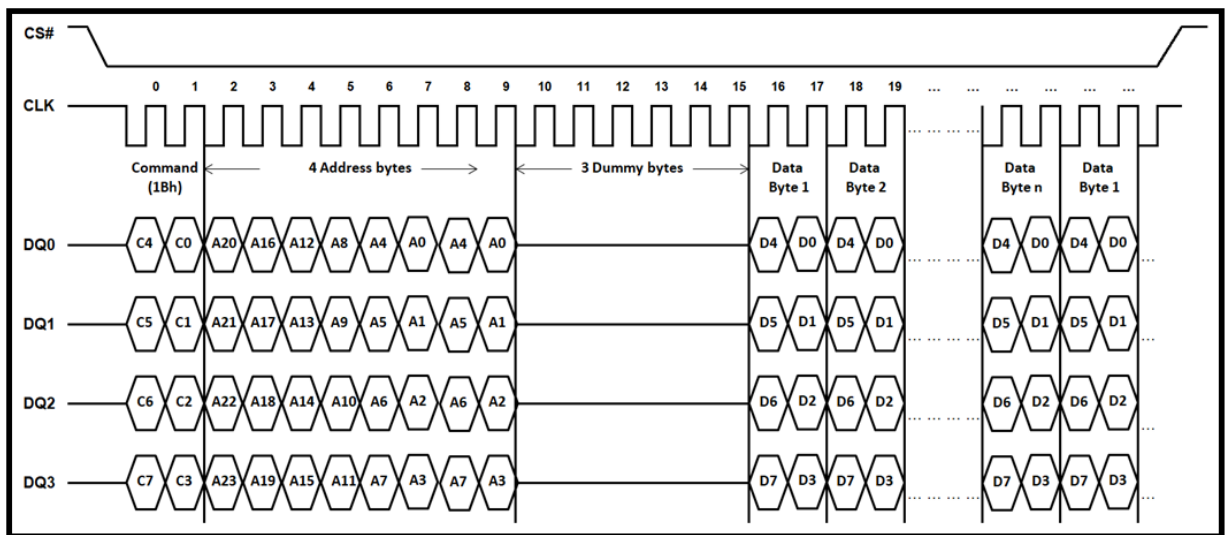 CS#
0 1 2 3 4 5 6 7 8 9 10 11 12 13 14 15 16 17 18 19 ... ... ... ... ... ...
CLK
... ... ... ...
Command 4 Address bytes 3 Dummy bytes Data Data Data Data
(1Bh) Byte 1 Byte 2 Byte n Byte 1
DQ0 C4 C0 A20 A16 A12 A8 A4 A0 A4 A0 D4 D0 D4 D0 ... ... ... ... D4 D0 D4 D0 ...
DQ1 C5 C1 A21 A17 A13 A9 A5 A1 A5 A1 D5 D1 D5 D1 ... ... ... ... D5 D1 D5 D1 ...
DQ2 C6 C2 A22 A18 A14 A10 A6 A2 A6 A2 D6 D2 D6 D2 ... ... ... ... D6 D2 D6 D2 ...
DQ3 C7 C3 A23 A19 A15 A11 A7 A3 A7 A3 D7 D3 D7 D3 ... ... ... ... D7 D3 D7 D3 ...